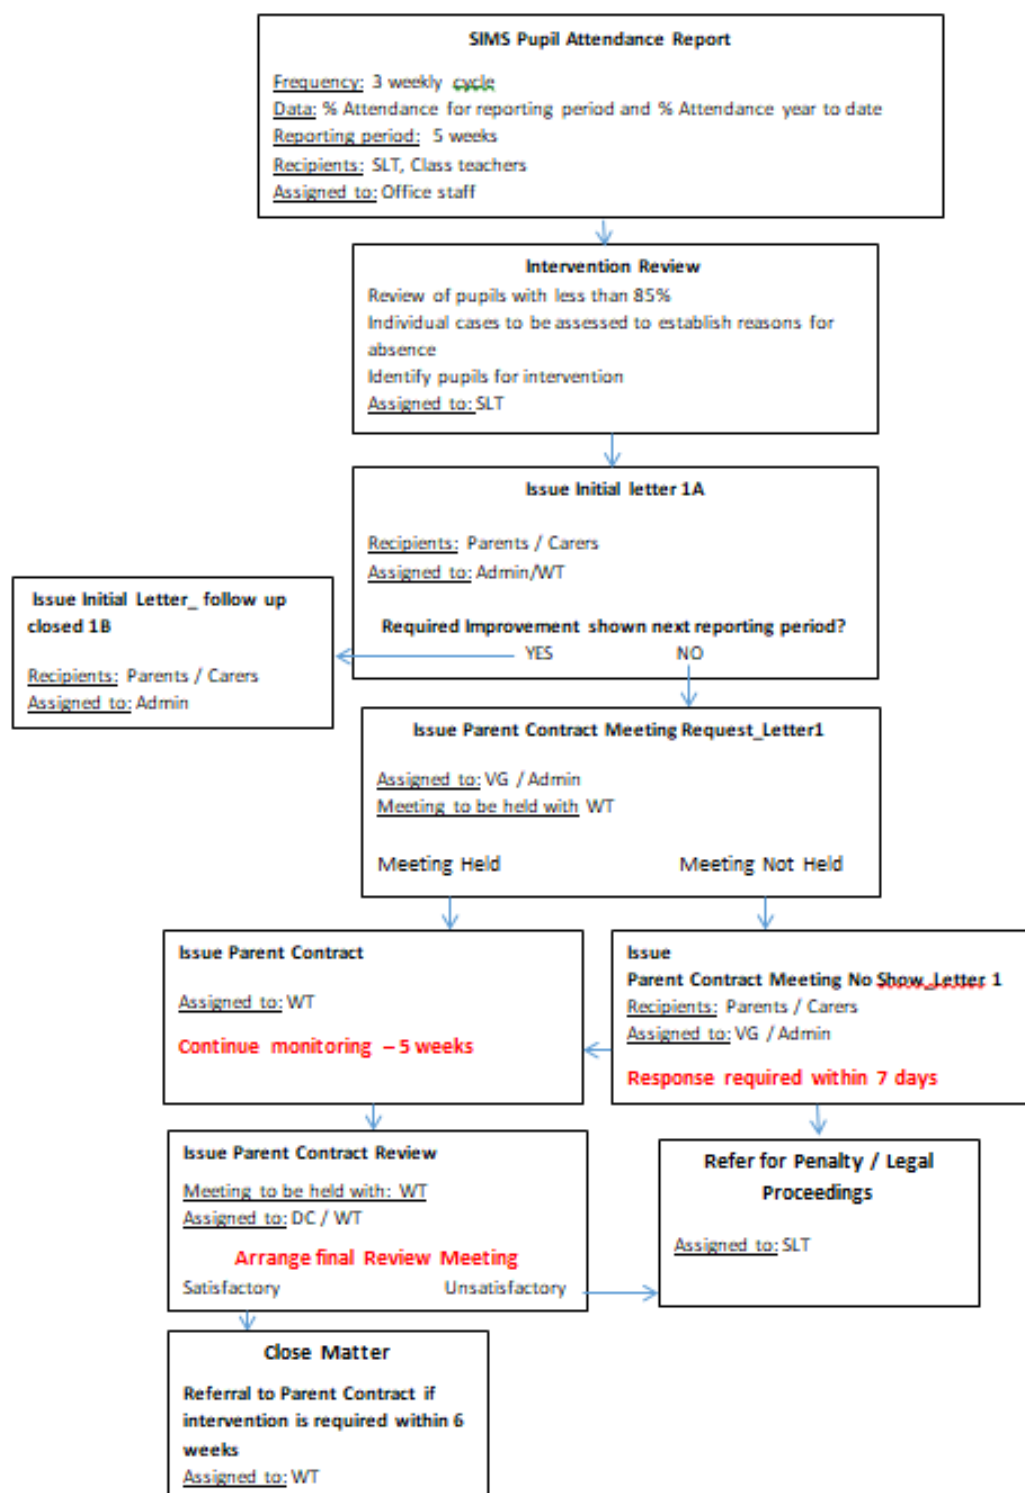 SIMS Pupil Attendance Report
Frequency: 3 weekly cycle
Data: % Attendance for reporting period and % Attendance year to date
Reporting period: 5 weeks
Recipients: SLT, Class teachers
Assigned to: Office staff
Intervention Review
Review of pupils with less than 85%
Individual cases to be assessed to establish reasons for
absence
Identify pupils for intervention
Assigned to: SLT
Issue Initial letter 1A
Recipients: Parents / Carers
Assigned to: Admin/WT
Required Improvement shown next reporting period?
YES NO
Issue Initial Letter_ follow up
closed 1B
Recipients: Parents / Carers
Assigned to: Admin
Issue Parent Contract Meeting Request_Letter1
Assigned to: VG / Admin
Meeting to be held with WT
Meeting Held Meeting Not Held
Issue Parent Contract
Assigned to: WT
Continue monitoring – 5 weeks
Issue
Parent Contract Meeting No Show_Letter 1
Recipients: Parents / Carers
Assigned to: VG / Admin
Response required within 7 days
Issue Parent Contract Review
Meeting to be held with: WT
Assigned to: DC / WT
Arrange final Review Meeting
Satisfactory Unsatisfactory
Refer for Penalty / Legal
Proceedings
Assigned to: SLT
Close Matter
Referral to Parent Contract if
intervention is required within 6
weeks
Assigned to: WT